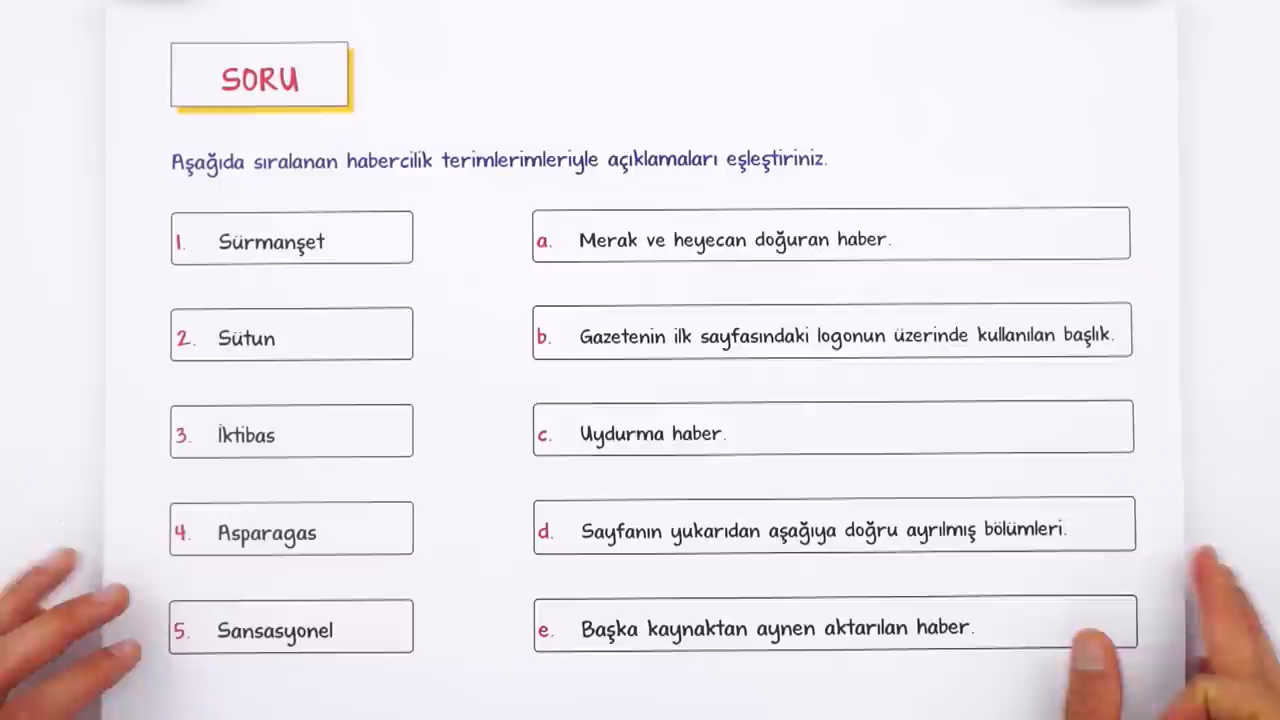 SORU
Aşağıda sıralanan habercilik terimlerimleriyle açıklamaları eşleştiriniz.
1. Sürmanşet
a. Merak ve heyecan doğuran haber.
2. Sütun
b. Gazetenin ilk sayfasındaki logonun üzerinde kullanılan başlık.
3. İktibas
c. Uydurma haber.
4. Asparagas
d. Sayfanın yukarıdan aşağıya doğru ayrılmış bölümleri.
5. Sansasyonel
e. Başka kaynaktan aynen aktarılan haber.